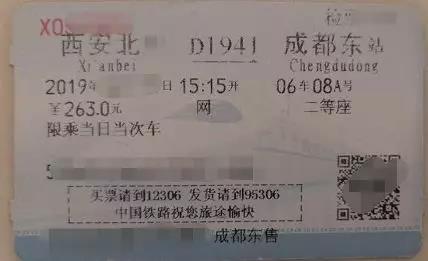 XO
检
西安北 D1941 成都东站
Xi'anbei Chengdudong
2019年 日 15:15开 06车08A号
￥263.0元 网 二等座
限乘当日当次车
5
买票请到12306 发货请到95306
中国铁路祝您旅途愉快
成都东售